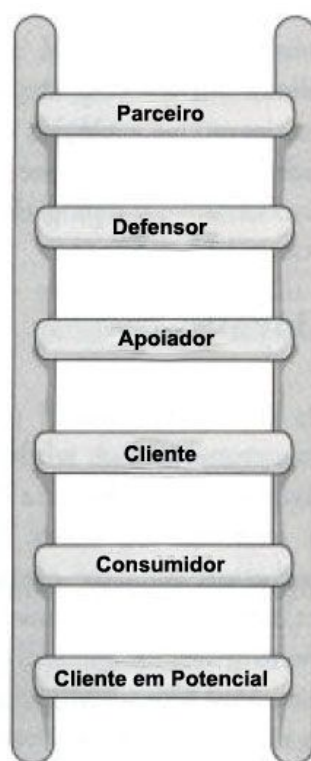 Parceiro
Defensor
Apoiador
Cliente
Consumidor
Cliente em Potencial